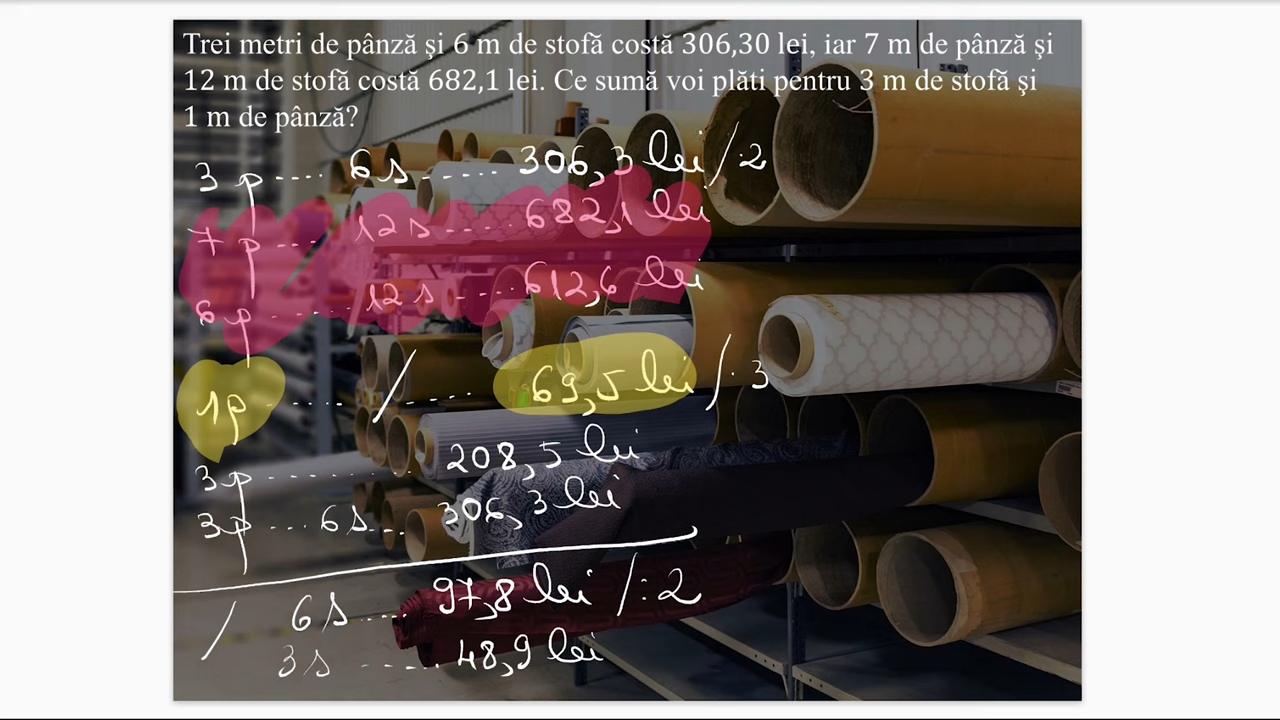 Trei metri de pânză și 6 m de stofă costă 306,30 lei, iar 7 m de pânză și
12 m de stofă costă 682,1 lei. Ce sumă voi plăti pentru 3 m de stofă și
1 m de pânză?
3 p .... 6 s ...... 306,3 lei / :2
7 p ... 12 s .... 682,1 lei
6 p ..... 12 s .... 612,6 lei
1 p ..... / ..... 69,5 lei / . 3
3 p .......... 208,5 lei
3 p ... 6 s ... 306,3 lei
/ 6 s .... 97,8 lei / : 2
3 s ...... 48,9 lei